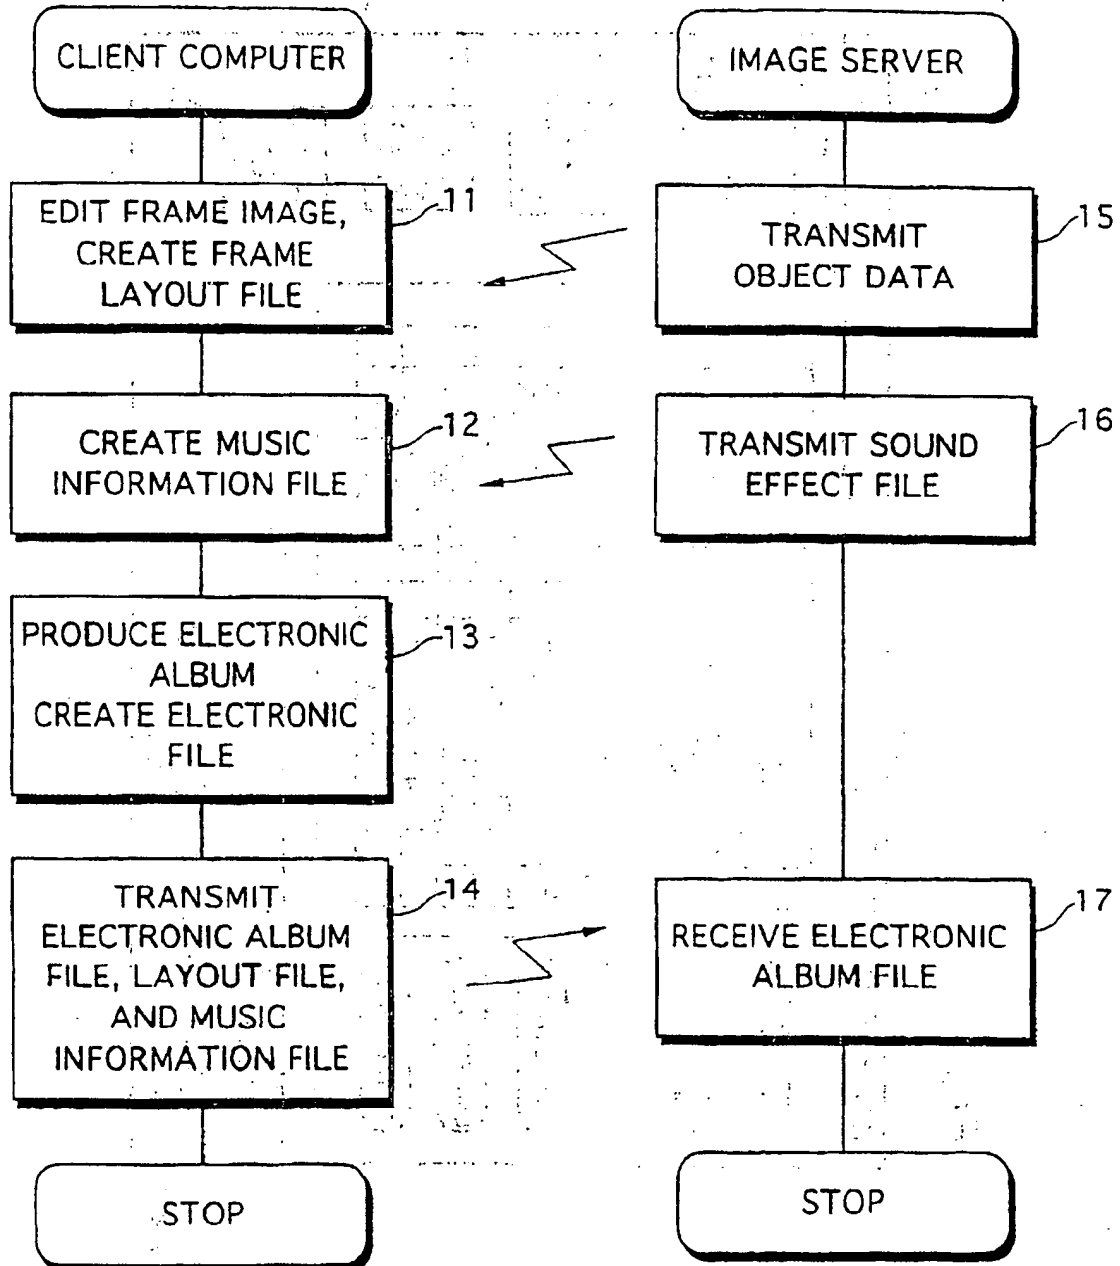 CLIENT COMPUTER
EDIT FRAME IMAGE,
CREATE FRAME
LAYOUT FILE
11
CREATE MUSIC
INFORMATION FILE
12
PRODUCE ELECTRONIC
ALBUM
CREATE ELECTRONIC
FILE
13
TRANSMIT
ELECTRONIC ALBUM
FILE, LAYOUT FILE,
AND MUSIC
INFORMATION FILE
14
STOP
IMAGE SERVER
TRANSMIT
OBJECT DATA
15
TRANSMIT SOUND
EFFECT FILE
16
RECEIVE ELECTRONIC
ALBUM FILE
17
STOP